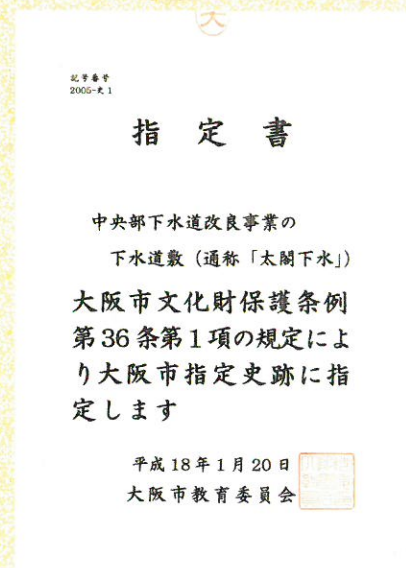 大
記号番号
2005-史1
指定書
中央部下水道改良事業の
下水道敷(通称「太閤下水」)
大阪市文化財保護条例
第36条第1項の規定によ
り大阪市指定史跡に指
定します
平成18年1月20日
大阪市教育委員会